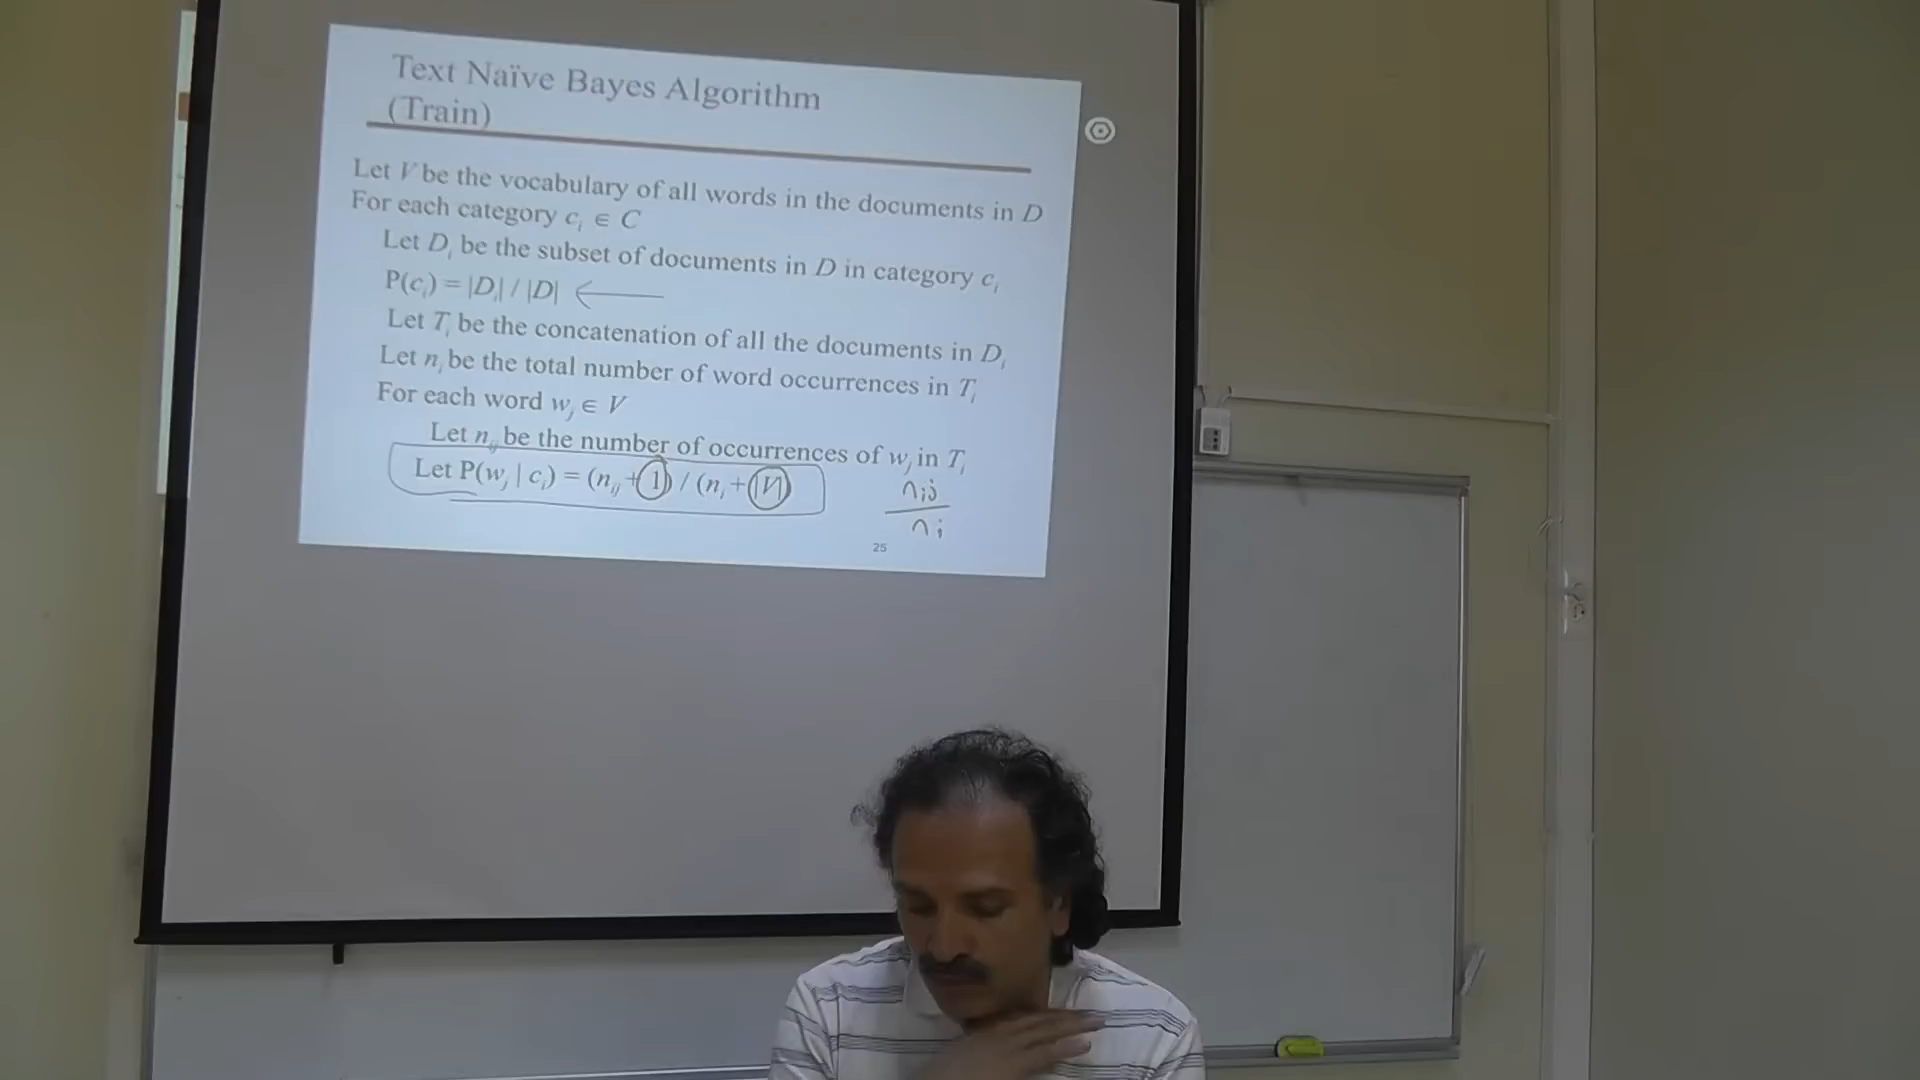 Text Naïve Bayes Algorithm
(Train)
Let V be the vocabulary of all words in the documents in D
For each category cᵢ ∈ C
Let Dᵢ be the subset of documents in D in category cᵢ
P(cᵢ) = |Dᵢ| / |D|
Let Tᵢ be the concatenation of all the documents in Dᵢ
Let nᵢ be the total number of word occurrences in Tᵢ
For each word wⱼ ∈ V
Let nᵢⱼ be the number of occurrences of wⱼ in Tᵢ
Let P(wⱼ | cᵢ) = (nᵢⱼ + 1) / (nᵢ + |V|)
nij
ni
25